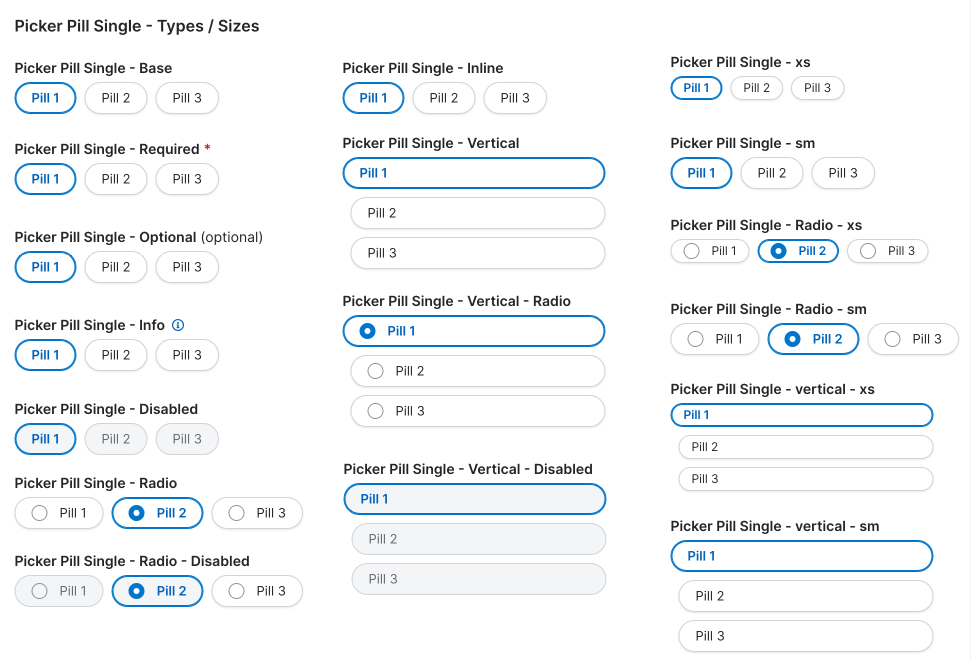 Picker Pill Single - Types / Sizes
Picker Pill Single - Base
Pill 1 Pill 2 Pill 3
Picker Pill Single - Required *
Pill 1 Pill 2 Pill 3
Picker Pill Single - Optional (optional)
Pill 1 Pill 2 Pill 3
Picker Pill Single - Info
Pill 1 Pill 2 Pill 3
Picker Pill Single - Disabled
Pill 1 Pill 2 Pill 3
Picker Pill Single - Radio
Pill 1 Pill 2 Pill 3
Picker Pill Single - Radio - Disabled
Pill 1 Pill 2 Pill 3
Picker Pill Single - Inline
Pill 1 Pill 2 Pill 3
Picker Pill Single - Vertical
Pill 1
Pill 2
Pill 3
Picker Pill Single - Vertical - Radio
Pill 1
Pill 2
Pill 3
Picker Pill Single - Vertical - Disabled
Pill 1
Pill 2
Pill 3
Picker Pill Single - xs
Pill 1 Pill 2 Pill 3
Picker Pill Single - sm
Pill 1 Pill 2 Pill 3
Picker Pill Single - Radio - xs
Pill 1 Pill 2 Pill 3
Picker Pill Single - Radio - sm
Pill 1 Pill 2 Pill 3
Picker Pill Single - vertical - xs
Pill 1
Pill 2
Pill 3
Picker Pill Single - vertical - sm
Pill 1
Pill 2
Pill 3